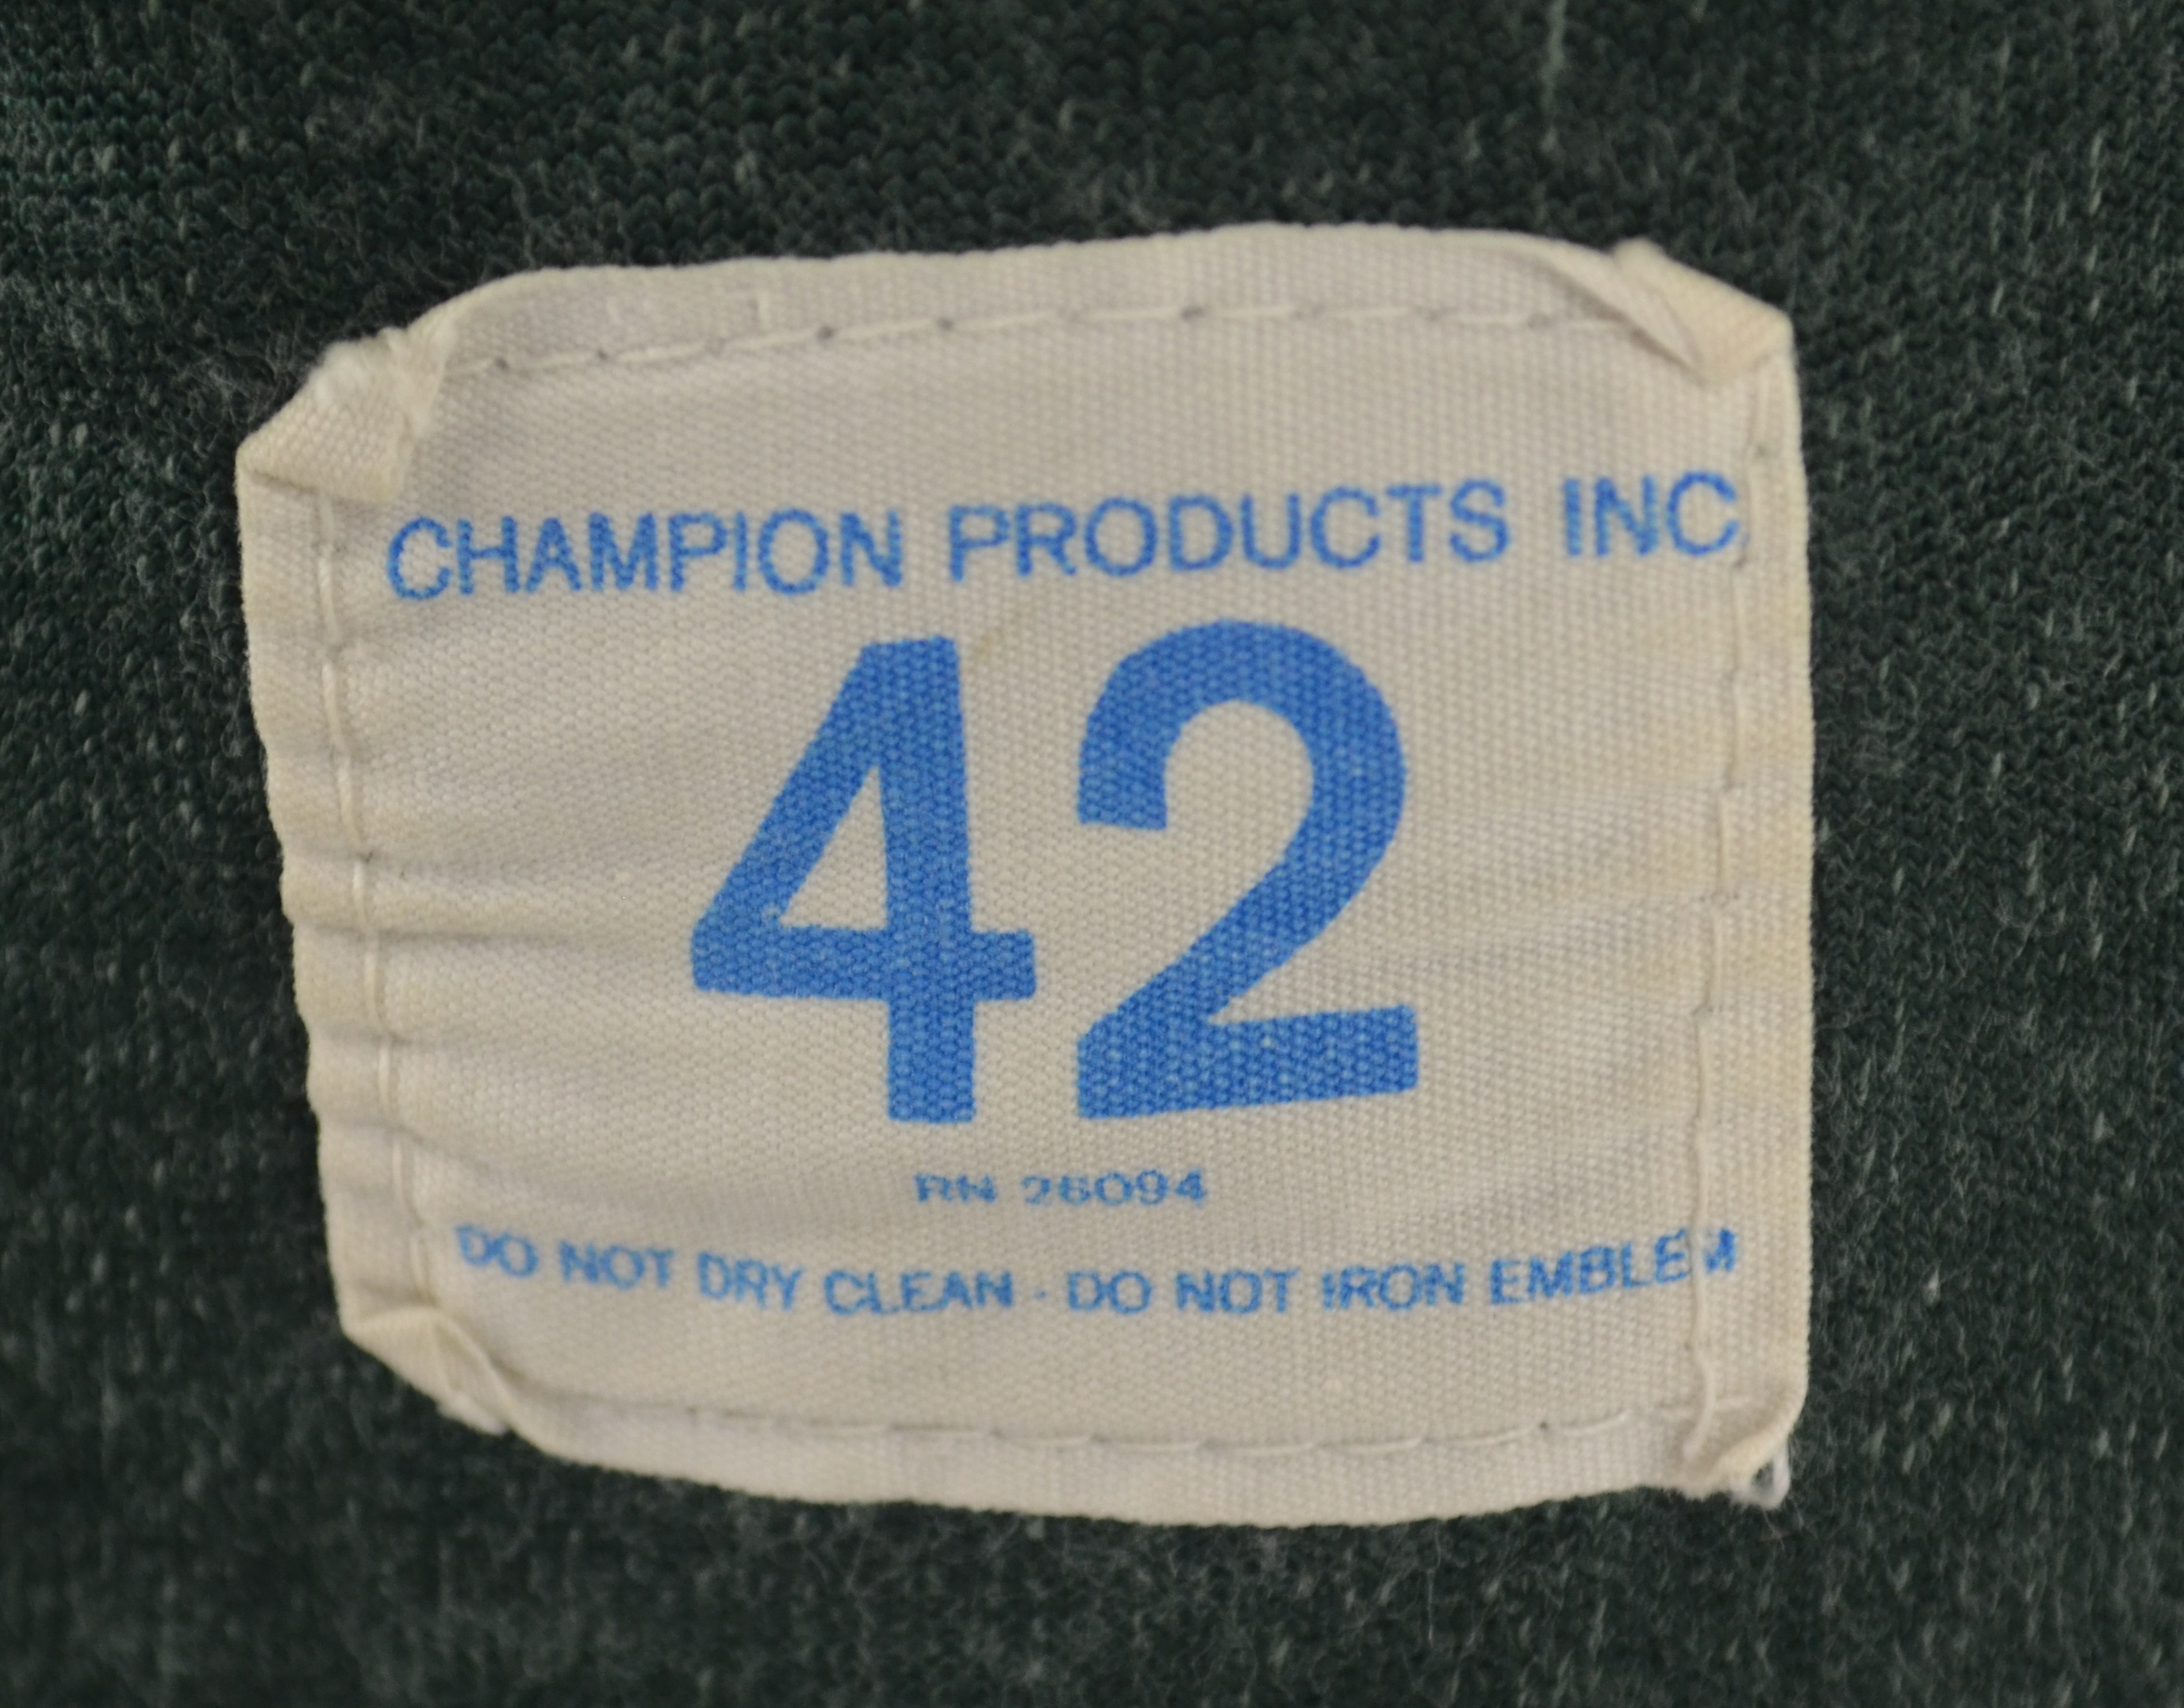 CHAMPION PRODUCTS INC
42
RN 26094
DO NOT DRY CLEAN - DO NOT IRON EMBLEM